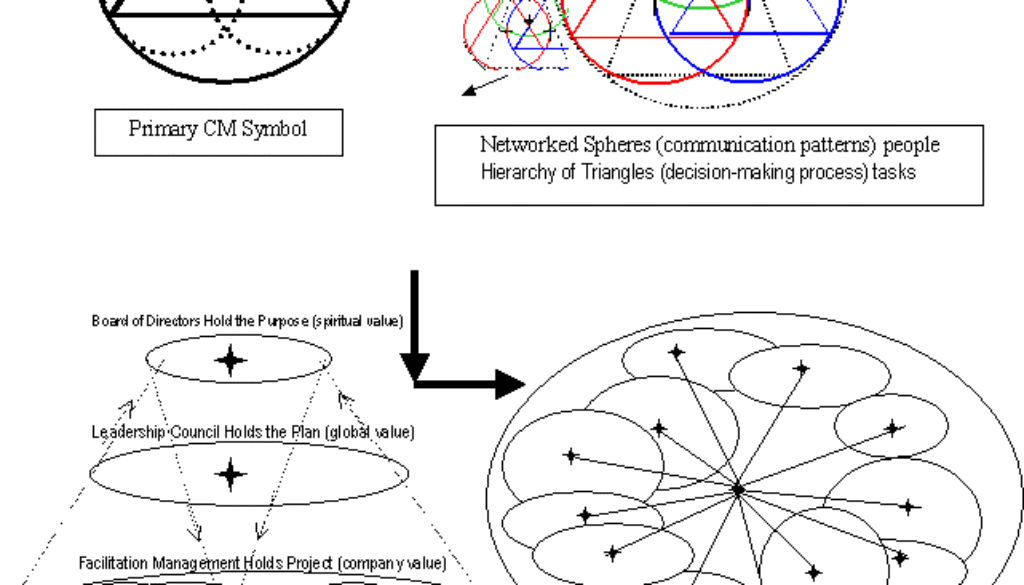 Primary CM Symbol
Networked Spheres (communication patterns) people
Hierarchy of Triangles (decision-making process) tasks
Board of Directors Hold the Purpose (spiritual value)
Leadership Council Holds the Plan (global value)
Facilitation Management Holds Project (company value)